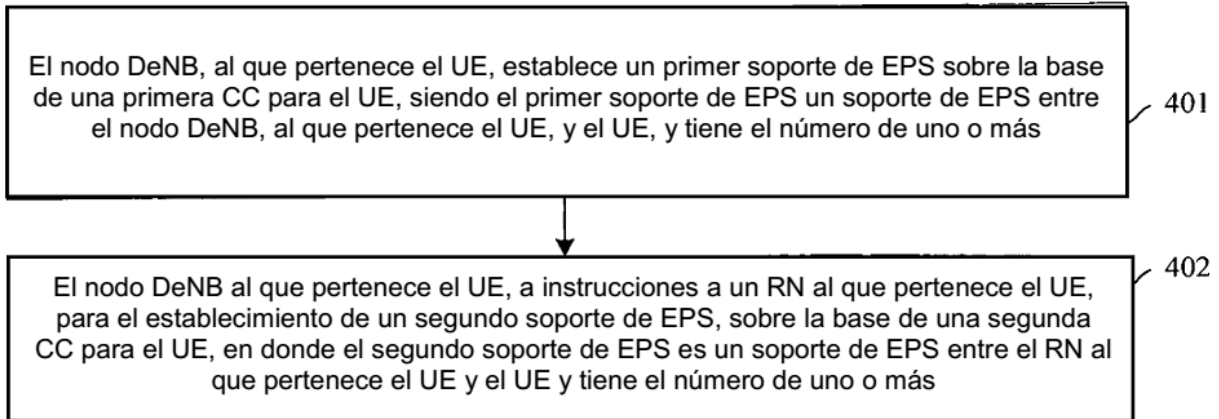 El nodo DeNB, al que pertenece el UE, establece un primer soporte de EPS sobre la base
de una primera CC para el UE, siendo el primer soporte de EPS un soporte de EPS entre
el nodo DeNB, al que pertenece el UE, y el UE, y tiene el número de uno o más
401
El nodo DeNB al que pertenece el UE, a instrucciones a un RN al que pertenece el UE,
para el establecimiento de un segundo soporte de EPS, sobre la base de una segunda
CC para el UE, en donde el segundo soporte de EPS es un soporte de EPS entre el RN al
que pertenece el UE y el UE y tiene el número de uno o más
402